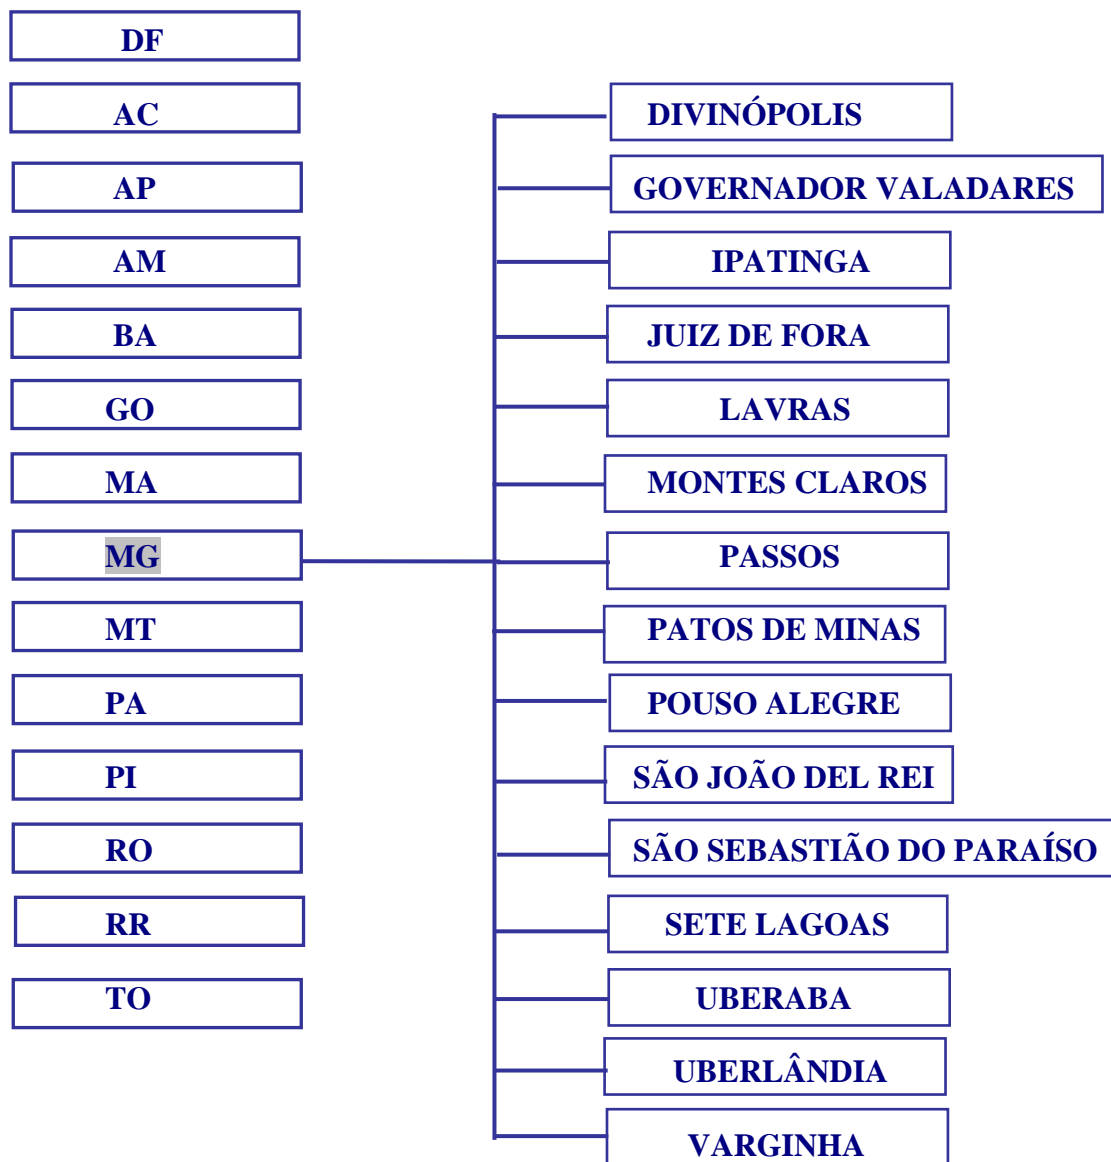 DF
AC
AP
AM
BA
GO
MA
MG
MT
PA
PI
RO
RR
TO
DIVINÓPOLIS
GOVERNADOR VALADARES
IPATINGA
JUIZ DE FORA
LAVRAS
MONTES CLAROS
PASSOS
PATOS DE MINAS
POUSO ALEGRE
SÃO JOÃO DEL REI
SÃO SEBASTIÃO DO PARAÍSO
SETE LAGOAS
UBERABA
UBERLÂNDIA
VARGINHA